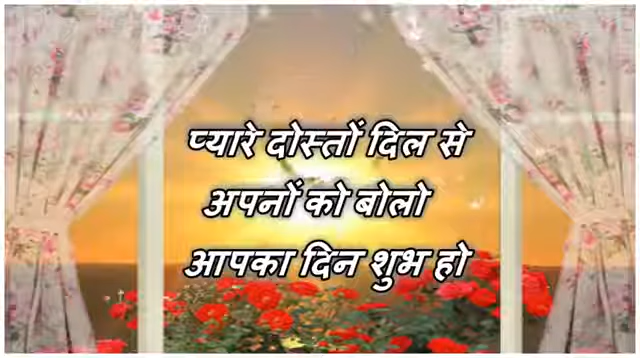 प्यारे दोस्तों दिल से
अपनों को बोलो
आपका दिन शुभ हो